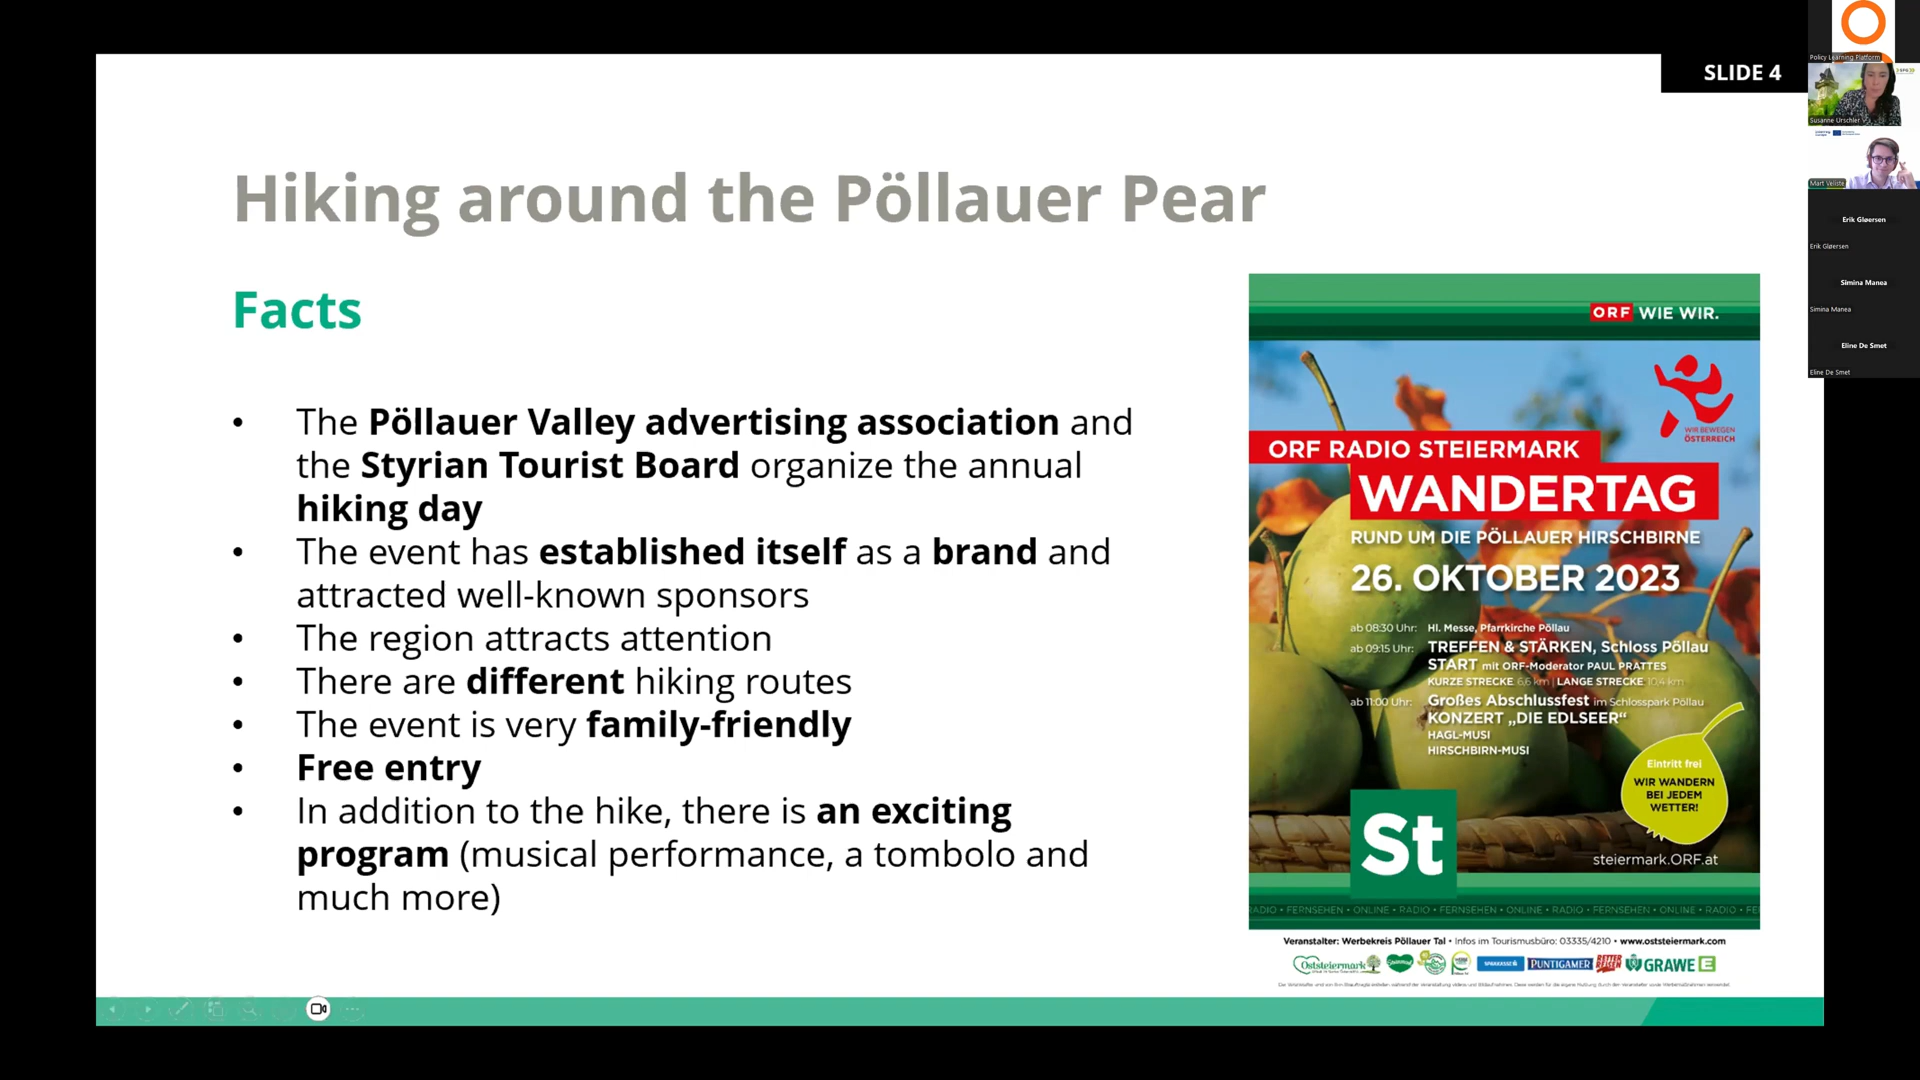 SLIDE 4
Hiking around the Pöllauer Pear
Facts
• The Pöllauer Valley advertising association and
the Styrian Tourist Board organize the annual
hiking day
• The event has established itself as a brand and
attracted well-known sponsors
• The region attracts attention
• There are different hiking routes
• The event is very family-friendly
• Free entry
• In addition to the hike, there is an exciting
program (musical performance, a tombolo and
much more)
ORF WIE WIR.
WIR BEWEGEN
ÖSTERREICH
ORF RADIO STEIERMARK
WANDERTAG
RUND UM DIE PÖLLAUER HIRSCHBIRNE
26. OKTOBER 2023
ab 08:30 Uhr: Hl. Messe, Pfarrkirche Pöllau
ab 09:15 Uhr: TREFFEN & STÄRKEN, Schloss Pöllau
START mit ORF-Moderator PAUL PRATTES
KURZE STRECKE 6,6 km | LANGE STRECKE 10,4 km
ab 11:00 Uhr: Großes Abschlussfest im Schlosspark Pöllau
KONZERT „DIE EDLSEER“
HAGL-MUSI
HIRSCHBIRN-MUSI
Eintritt frei
WIR WANDERN
BEI JEDEM
WETTER!
St
steiermark.ORF.at
RADIO • FERNSEHEN • ONLINE • RADIO • FERNSEHEN • ONLINE • RADIO • FERNSEHEN • ONLINE • RADIO • FE
Veranstalter: Werbekreis Pöllauer Tal • Infos im Tourismusbüro: 03335/4210 • www.oststeiermark.com
Oststeiermark
SPARKASSE
PUNTIGAMER
GRAWE
Policy Learning Platform
Susanne Urschler
Mart Veliste
Erik Gløersen
Erik Gløersen
Simina Manea
Simina Manea
Eline De Smet
Eline De Smet